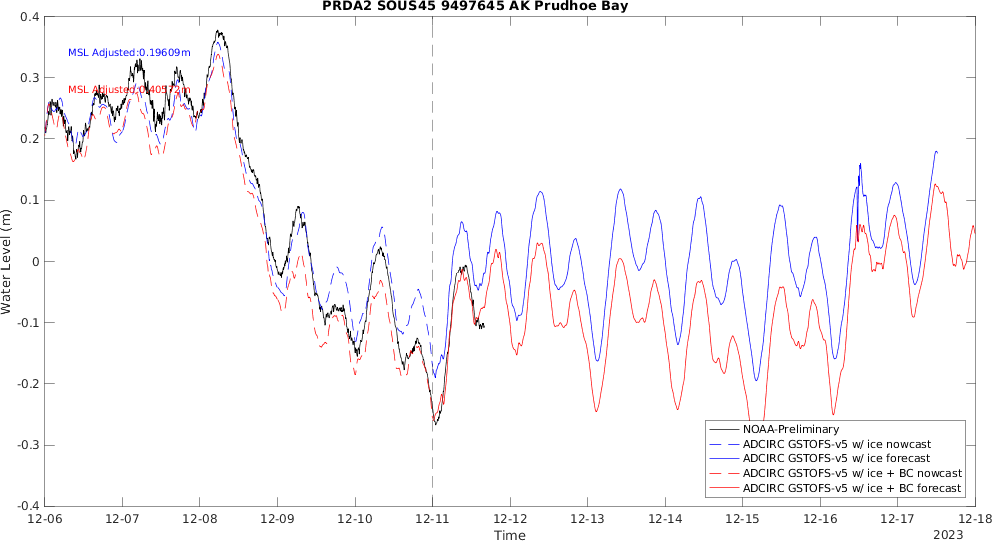 PRDA2 SOUS45 9497645 AK Prudhoe Bay
0.4
MSL Adjusted:0.19609m
0.3
MSL Adjusted:0.40572m
0.2
0.1
0
-0.1
-0.2
-0.3
-0.4
Water Level (m)
NOAA-Preliminary
ADCIRC GSTOFS-v5 w/ ice nowcast
ADCIRC GSTOFS-v5 w/ ice forecast
ADCIRC GSTOFS-v5 w/ ice + BC nowcast
ADCIRC GSTOFS-v5 w/ ice + BC forecast
12-06 12-07 12-08 12-09 12-10 12-11 12-12 12-13 12-14 12-15 12-16 12-17 12-18
Time
2023